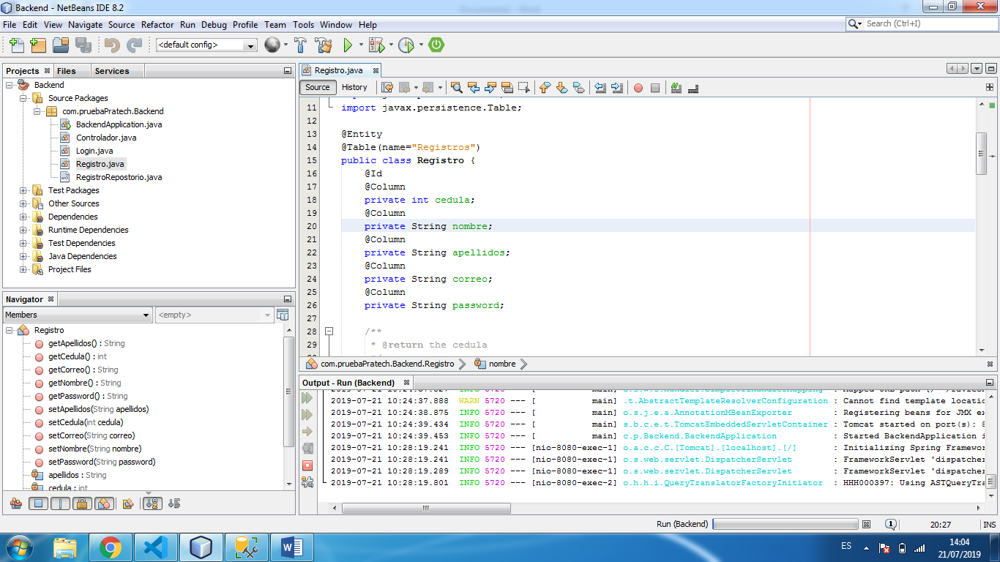 Backend - NetBeans IDE 8.2
File Edit View Navigate Source Refactor Run Debug Profile Team Tools Window Help
Search (Ctrl+I)
<default config>
Projects Files Services
Backend
Source Packages
com.pruebaPratech.Backend
BackendApplication.java
Controlador.java
Login.java
Registro.java
RegistroRepostorio.java
Test Packages
Other Sources
Dependencies
Runtime Dependencies
Test Dependencies
Java Dependencies
Project Files
Navigator
Members <empty>
Registro
getApellidos() : String
getCedula() : int
getCorreo() : String
getNombre() : String
getPassword() : String
setApellidos(String apellidos)
setCedula(int cedula)
setCorreo(String correo)
setNombre(String nombre)
setPassword(String password)
apellidos : String
cedula : int
Registro.java
Source History
11 import javax.persistence.Table;
12
13 @Entity
14 @Table(name="Registros")
15 public class Registro {
16 @Id
17 @Column
18 private int cedula;
19 @Column
20 private String nombre;
21 @Column
22 private String apellidos;
23 @Column
24 private String correo;
25 @Column
26 private String password;
27
28 /**
29 * @return the cedula
com.pruebaPratech.Backend.Registro nombre
Output - Run (Backend)
2019-07-21 10:24:37.888 WARN 5720 --- [ main] .t.AbstractTemplateResolverConfiguration : Cannot find template locatio
2019-07-21 10:24:38.875 INFO 5720 --- [ main] o.s.j.e.a.AnnotationMBeanExporter : Registering beans for JMX ex
2019-07-21 10:24:39.434 INFO 5720 --- [ main] s.b.c.e.t.TomcatEmbeddedServletContainer : Tomcat started on port(s): 8
2019-07-21 10:24:39.453 INFO 5720 --- [ main] c.p.Backend.BackendApplication : Started BackendApplication i
2019-07-21 10:28:19.241 INFO 5720 --- [nio-8080-exec-1] o.a.c.c.C.[Tomcat].[localhost].[/] : Initializing Spring Framewor
2019-07-21 10:28:19.241 INFO 5720 --- [nio-8080-exec-1] o.s.web.servlet.DispatcherServlet : FrameworkServlet 'dispatcher
2019-07-21 10:28:19.289 INFO 5720 --- [nio-8080-exec-1] o.s.web.servlet.DispatcherServlet : FrameworkServlet 'dispatcher
2019-07-21 10:28:19.801 INFO 5720 --- [nio-8080-exec-2] o.h.h.i.QueryTranslatorFactoryInitiator : HHH000397: Using ASTQueryTra
Run (Backend) 1 20:27 INS
ES 14:04
21/07/2019